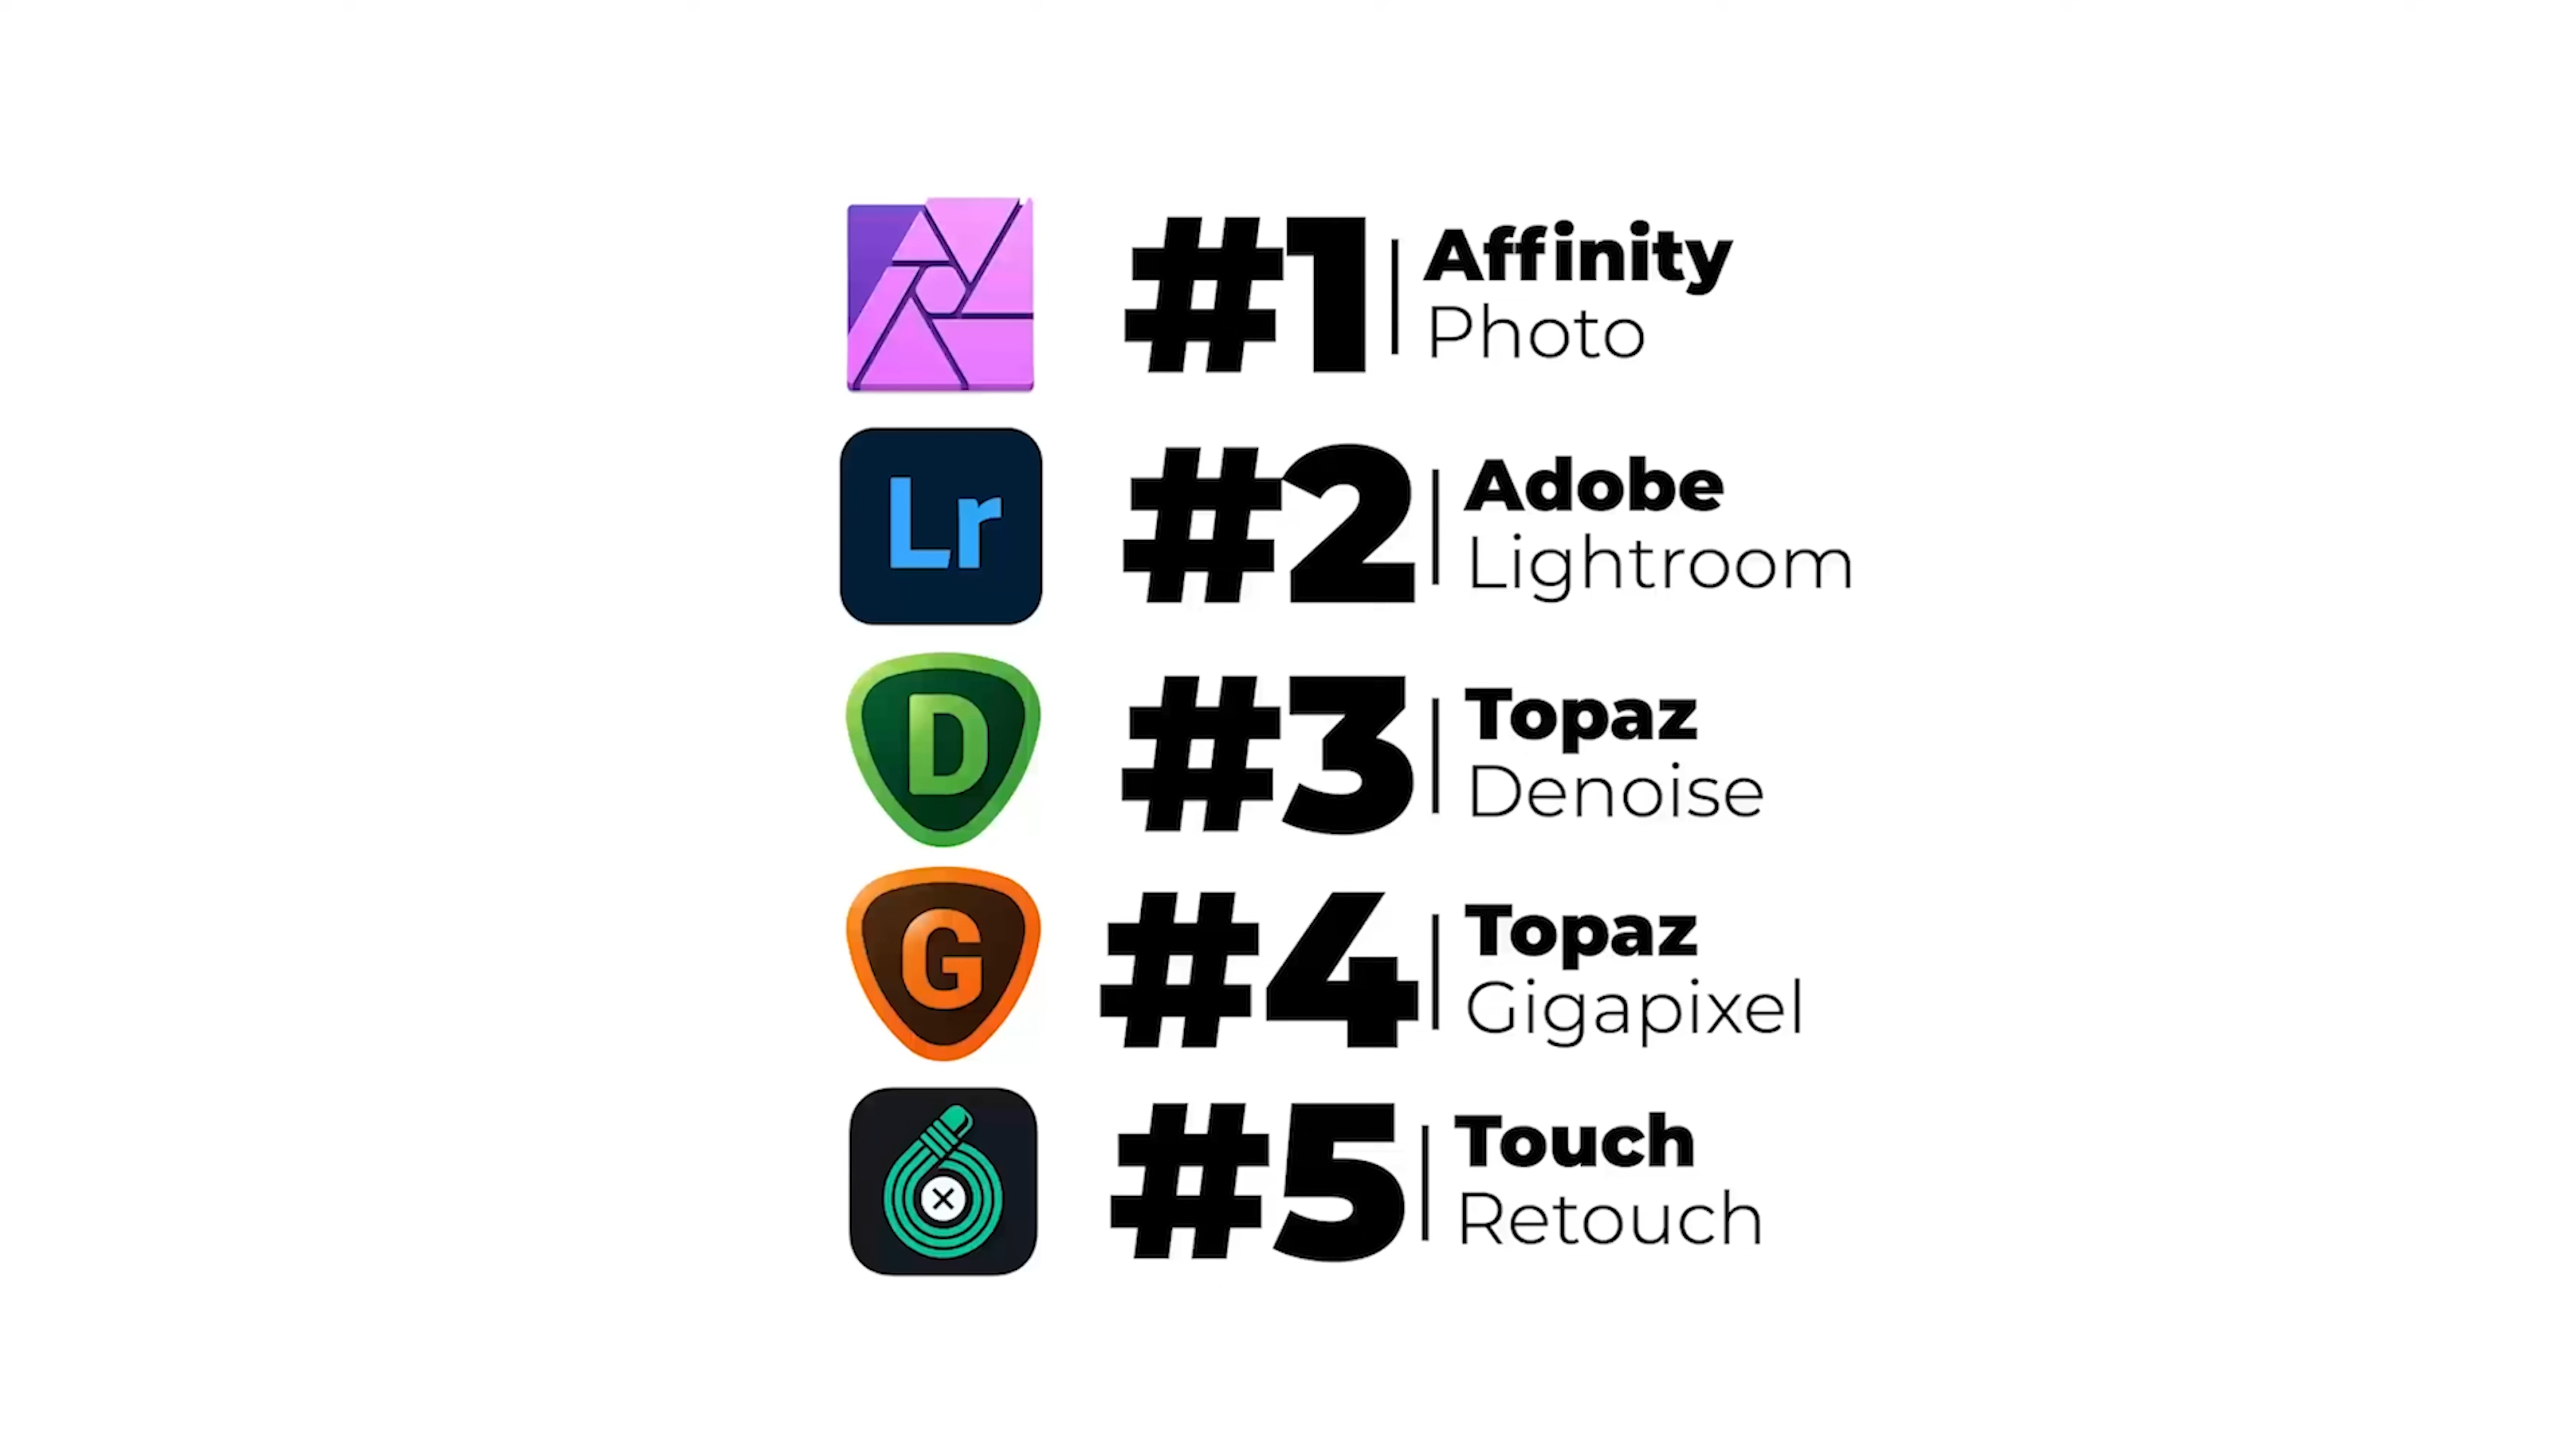 #1 Affinity
Photo
Lr
#2 Adobe
Lightroom
D
#3 Topaz
Denoise
G
#4 Topaz
Gigapixel
#5 Touch
Retouch